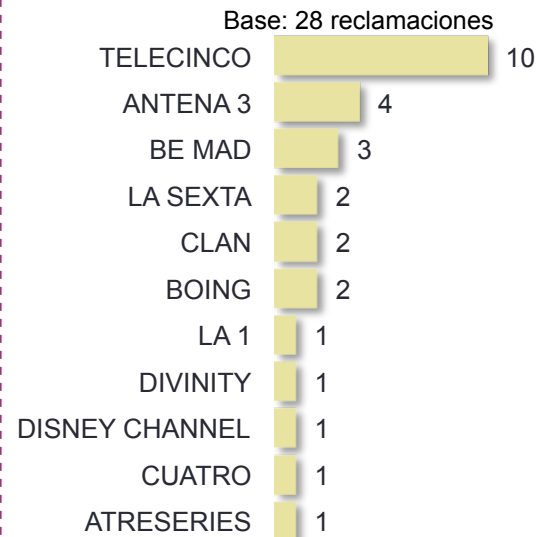 Base: 28 reclamaciones
TELECINCO 10
ANTENA 3 4
BE MAD 3
LA SEXTA 2
CLAN 2
BOING 2
LA 1 1
DIVINITY 1
DISNEY CHANNEL 1
CUATRO 1
ATRESERIES 1